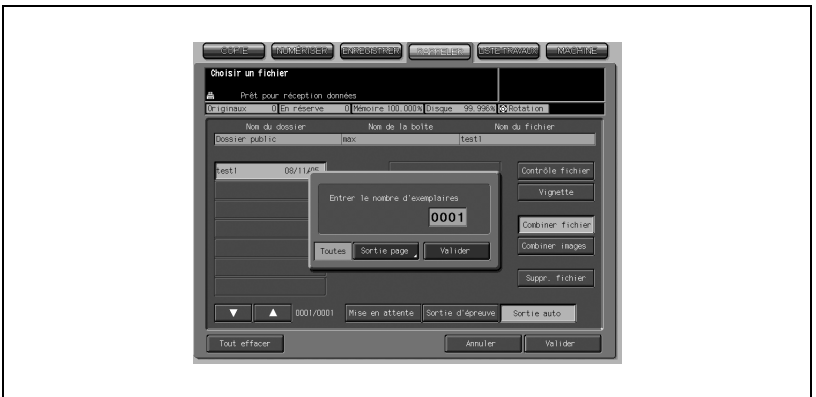 COPIE NUMÉRISER ENREGISTRER RAPPELER LISTE TRAVAUX MACHINE
Choisir un fichier
Prêt pour réception données
Originaux 0 En réserve 0 Mémoire 100.000% Disque 99.996% Rotation
Nom du dossier Nom de la boîte Nom du fichier
Dossier public max test1
test1 08/11/05
Contrôle fichier
Vignette
Entrer le nombre d'exemplaires
0001
Combiner fichier
Toutes Sortie page Valider
Combiner images
Suppr. fichier
0001/0001 Mise en attente Sortie d'épreuve Sortie auto
Tout effacer Annuler Valider